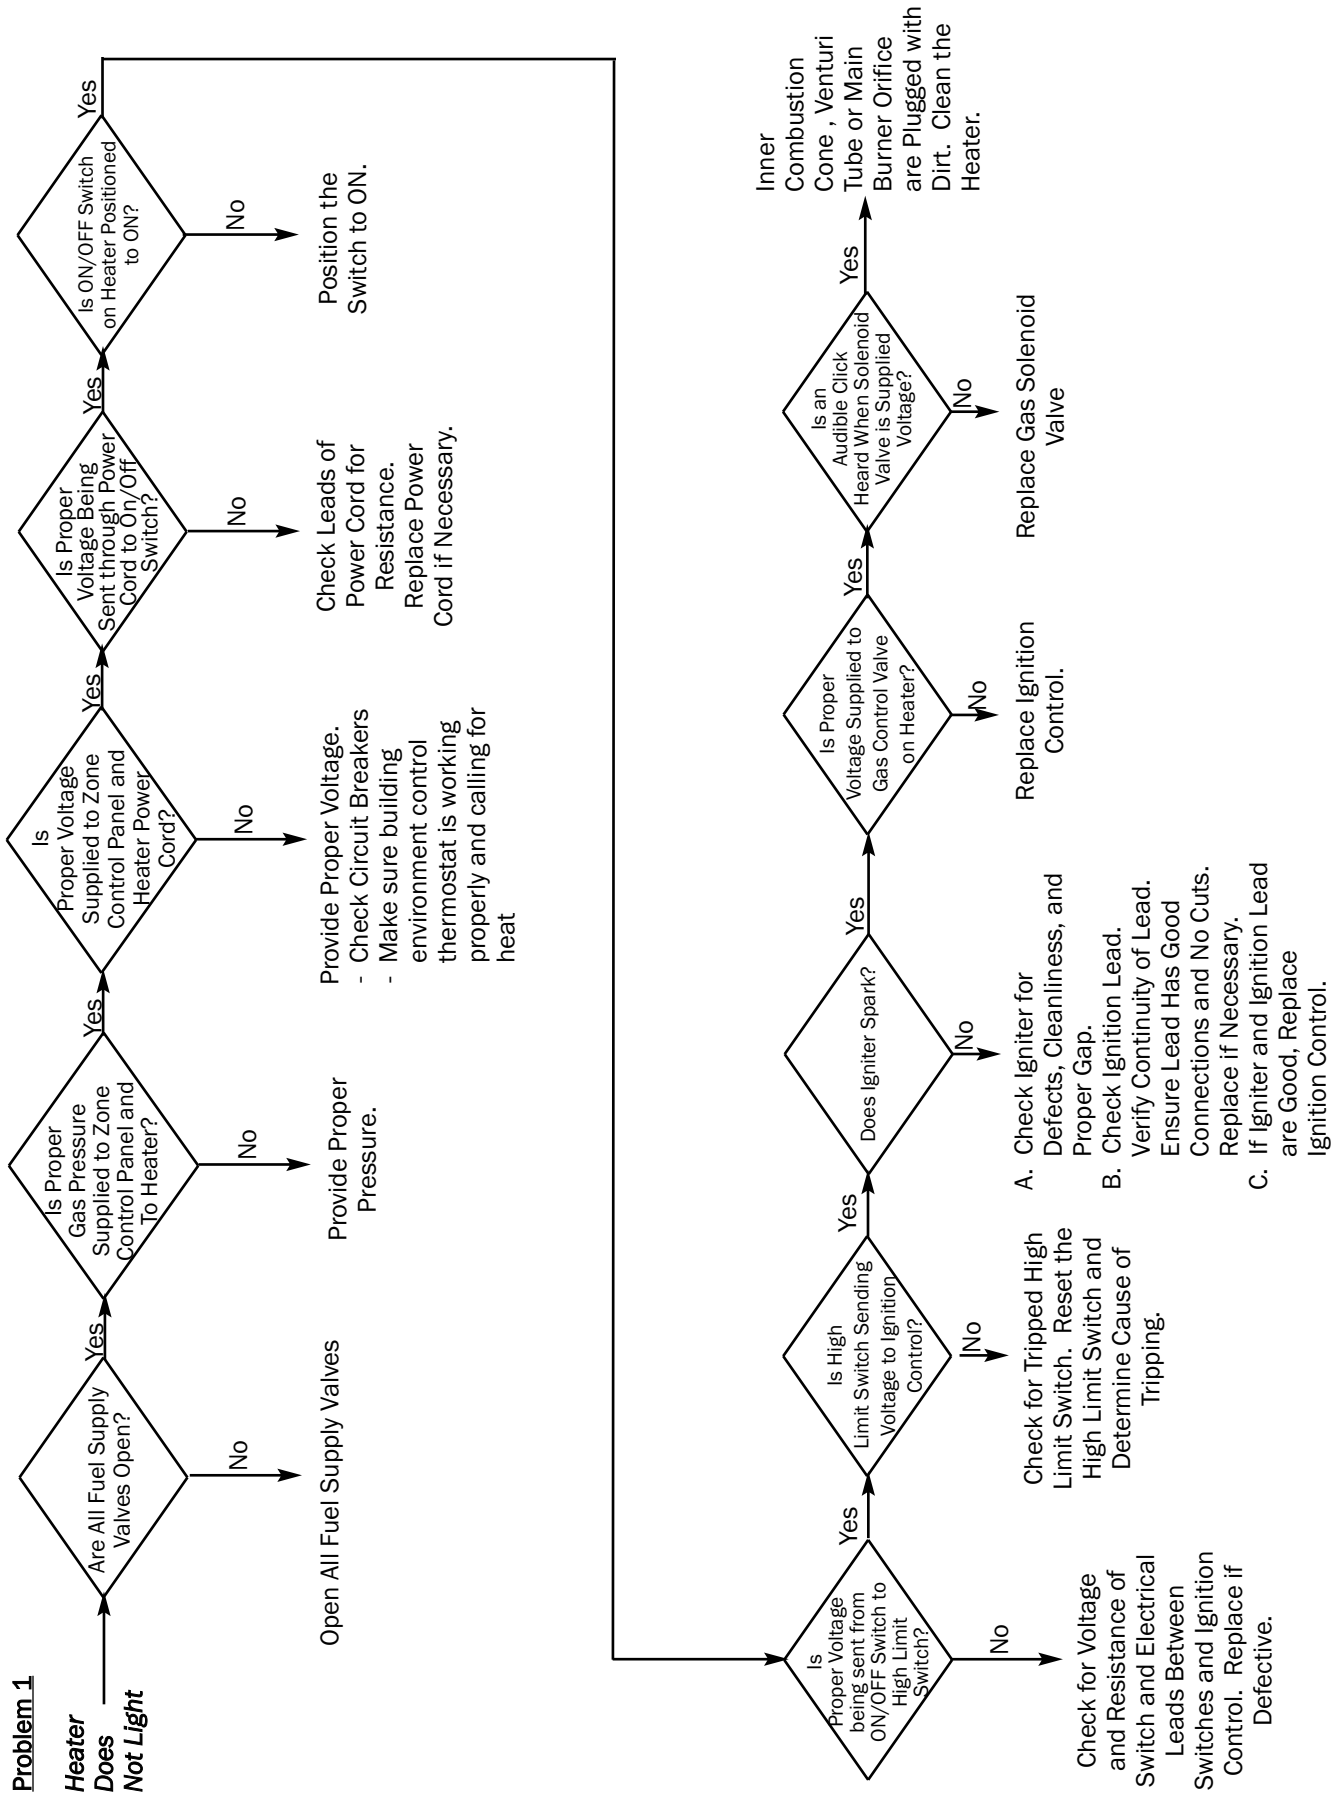 Problem 1
Heater
Does
Not Light
Are All Fuel Supply
Valves Open?
Yes
No
Open All Fuel Supply Valves
Is Proper
Gas Pressure
Supplied to Zone
Control Panel and
To Heater?
Yes
No
Provide Proper
Pressure.
Is
Proper Voltage
Supplied to Zone
Control Panel and
Heater Power
Cord?
Yes
No
Provide Proper Voltage.
- Check Circuit Breakers
- Make sure building
environment control
thermostat is working
properly and calling for
heat
Is Proper
Voltage Being
Sent through Power
Cord to On/Off
Switch?
Yes
No
Check Leads of
Power Cord for
Resistance.
Replace Power
Cord if Necessary.
Is ON/OFF Switch
on Heater Positioned
to ON?
Yes
No
Position the
Switch to ON.
Is
Proper Voltage
being sent from
ON/OFF Switch to
High Limit
Switch?
Yes
No
Check for Voltage
and Resistance of
Switch and Electrical
Leads Between
Switches and Ignition
Control. Replace if
Defective.
Is High
Limit Switch Sending
Voltage to Ignition
Control?
Yes
No
Check for Tripped High
Limit Switch. Reset the
High Limit Switch and
Determine Cause of
Tripping.
Does Igniter Spark?
Yes
No
A. Check Igniter for
Defects, Cleanliness, and
Proper Gap.
B. Check Ignition Lead.
Verify Continuity of Lead.
Ensure Lead Has Good
Connections and No Cuts.
Replace if Necessary.
C. If Igniter and Ignition Lead
are Good, Replace
Ignition Control.
Is Proper
Voltage Supplied to
Gas Control Valve
on Heater?
Yes
No
Replace Ignition
Control.
Is an
Audible Click
Heard When Solenoid
Valve is Supplied
Voltage?
Yes
No
Replace Gas Solenoid
Valve
Inner
Combustion
Cone , Venturi
Tube or Main
Burner Orifice
are Plugged with
Dirt. Clean the
Heater.